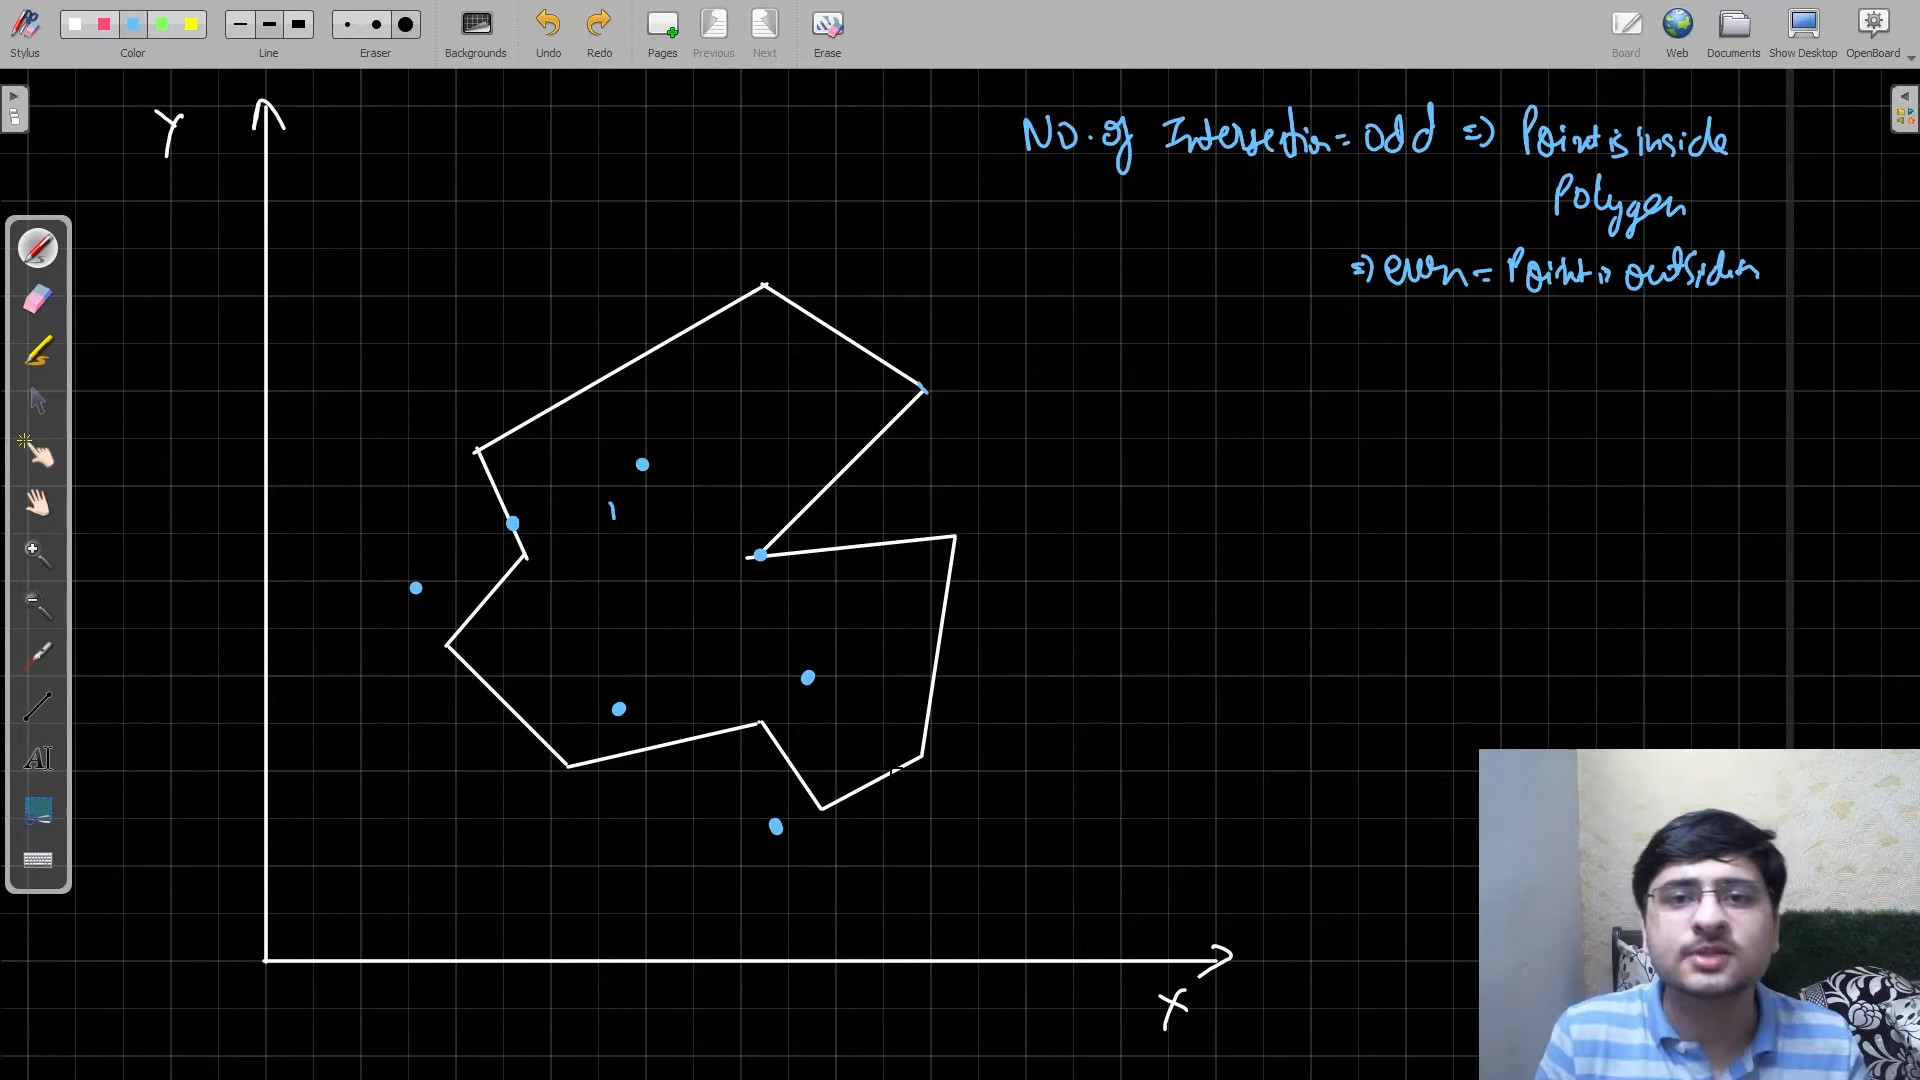 Stylus
Color
Line
Eraser
Backgrounds
Undo
Redo
Pages
Previous
Next
Erase
Board
Web
Documents
Show Desktop
OpenBoard
Y
No. of Intersection = odd => Point is inside
Polygon
=> even = Point is outside
X
AI